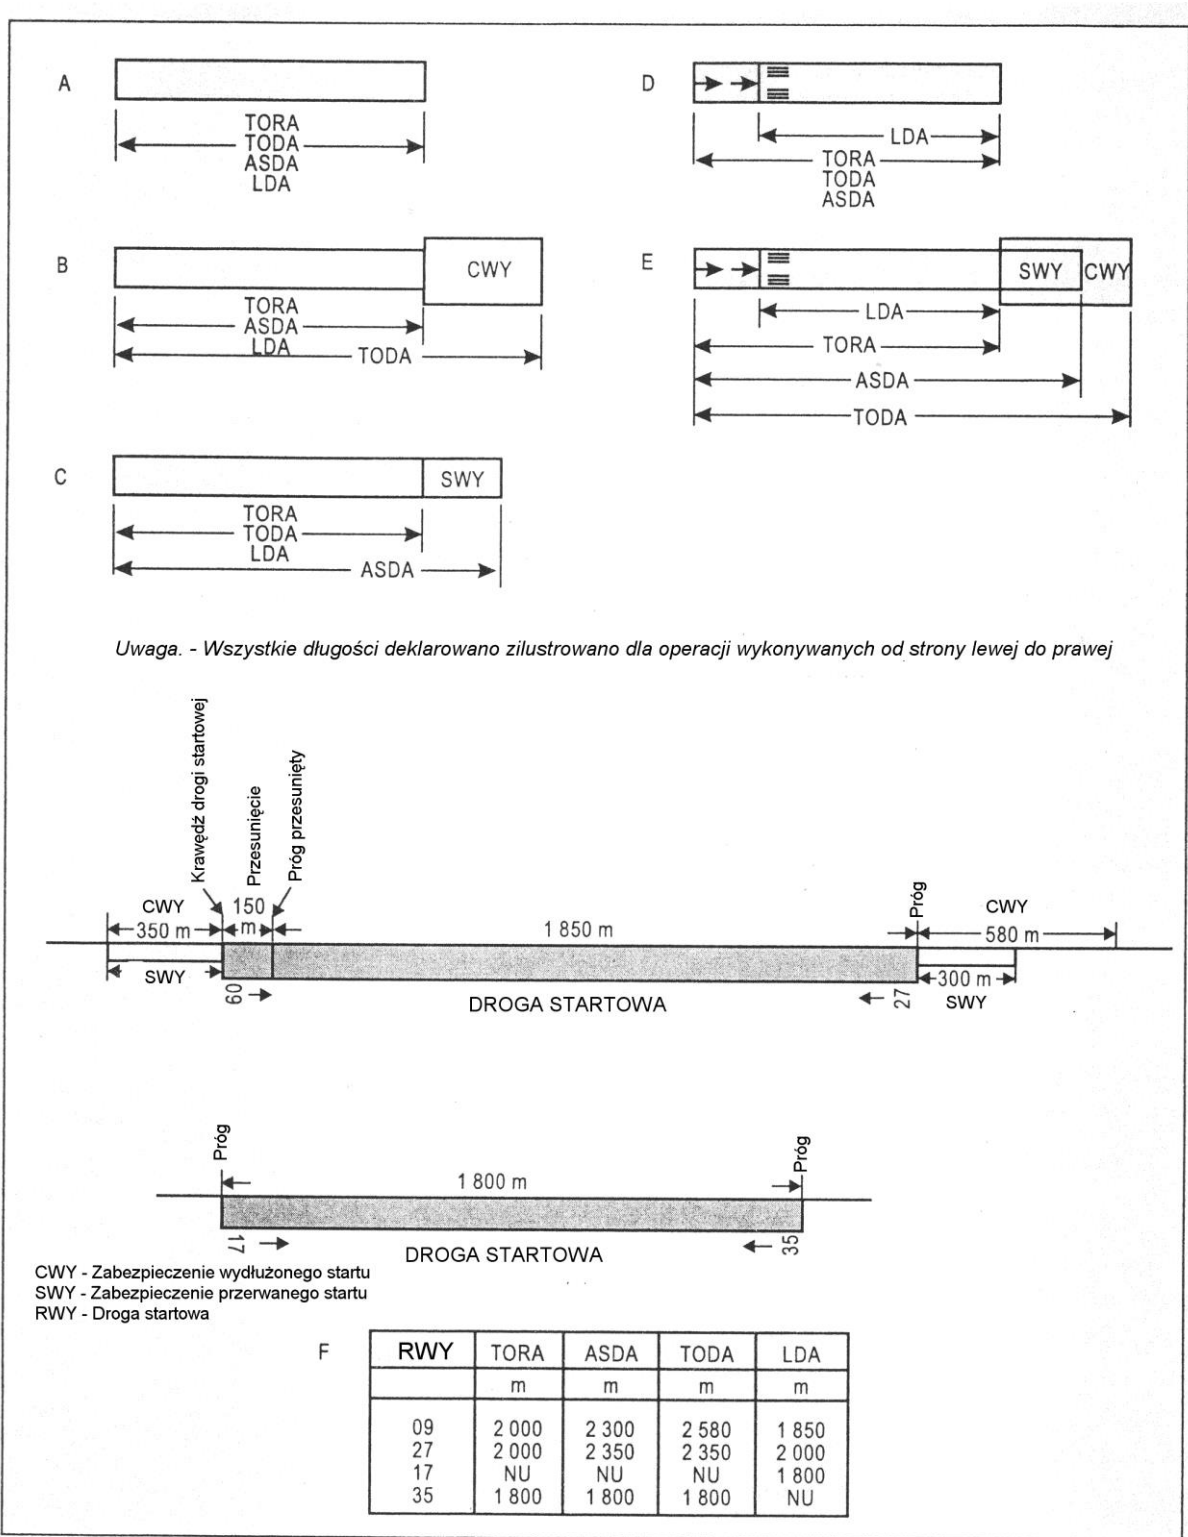 A
TORA
TODA
ASDA
LDA
D
LDA
TORA
TODA
ASDA
B
CWY
TORA
ASDA
LDA
TODA
E
SWY
CWY
LDA
TORA
ASDA
TODA
C
SWY
TORA
TODA
LDA
ASDA
Uwaga. - Wszystkie długości deklarowano zilustrowano dla operacji wykonywanych od strony lewej do prawej
Krawędź drogi startowej
Przesunięcie
Próg przesunięty
Próg
CWY
350 m
150
m
1 850 m
CWY
580 m
SWY
09
DROGA STARTOWA
27
300 m
SWY
Próg
Próg
1 800 m
17
DROGA STARTOWA
35
CWY - Zabezpieczenie wydłużonego startu
SWY - Zabezpieczenie przerwanego startu
RWY - Droga startowa
F
RWY TORA ASDA TODA LDA
m m m m
09 2 000 2 300 2 580 1 850
27 2 000 2 350 2 350 2 000
17 NU NU NU 1 800
35 1 800 1 800 1 800 NU